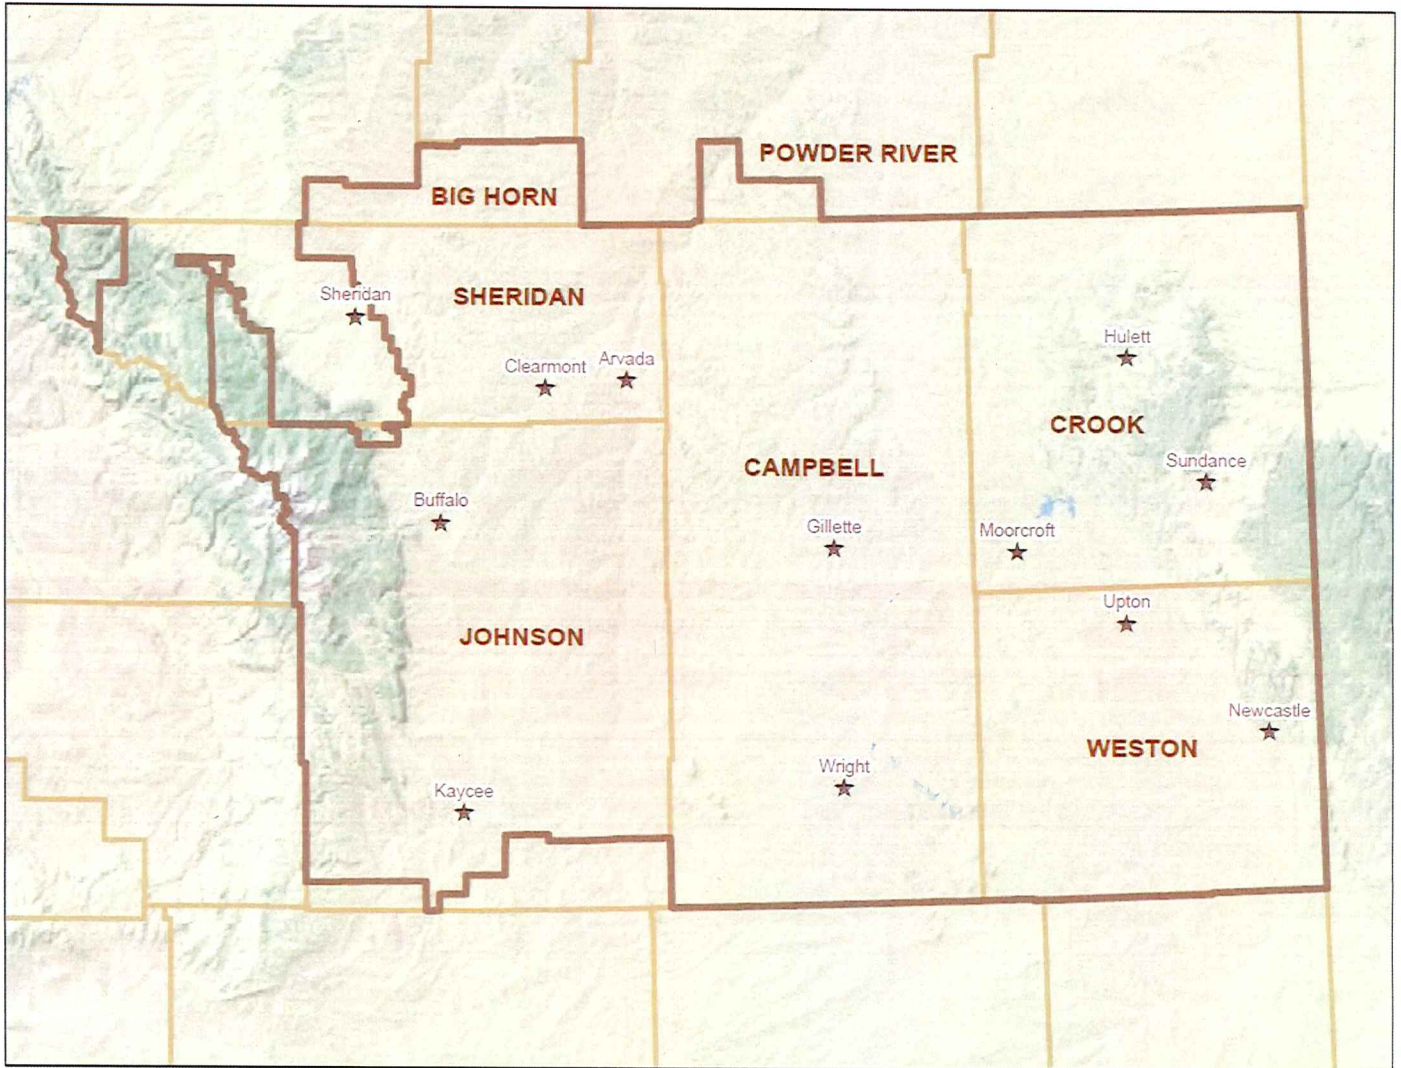 POWDER RIVER
BIG HORN
Sheridan
SHERIDAN
Hulett
Clearmont
Arvada
CROOK
CAMPBELL
Sundance
Buffalo
Gillette
Moorcroft
Upton
JOHNSON
Newcastle
WESTON
Wright
Kaycee